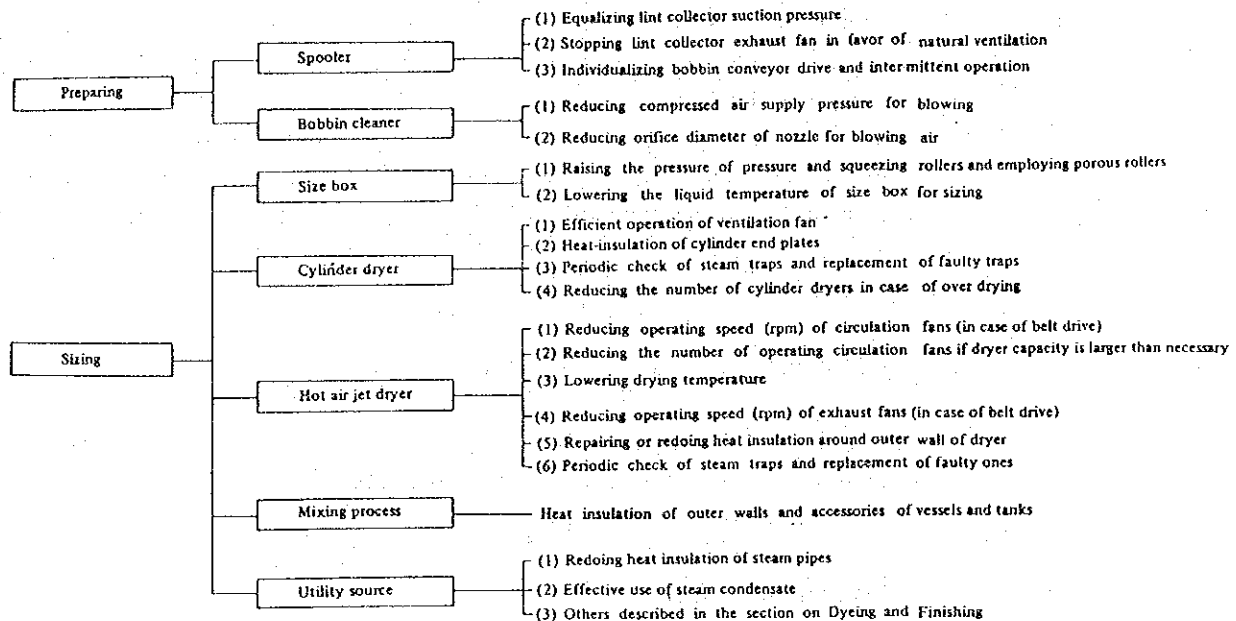 Preparing
Spooler
(1) Equalizing lint collector suction pressure
(2) Stopping lint collector exhaust fan in favor of natural ventilation
(3) Individualizing bobbin conveyor drive and intermittent operation
Bobbin cleaner
(1) Reducing compressed air supply pressure for blowing
(2) Reducing orifice diameter of nozzle for blowing air
Sizing
Size box
(1) Raising the pressure of pressure and squeezing rollers and employing porous rollers
(2) Lowering the liquid temperature of size box for sizing
Cylinder dryer
(1) Efficient operation of ventilation fan
(2) Heat-insulation of cylinder end plates
(3) Periodic check of steam traps and replacement of faulty traps
(4) Reducing the number of cylinder dryers in case of over drying
Hot air jet dryer
(1) Reducing operating speed (rpm) of circulation fans (in case of belt drive)
(2) Reducing the number of operating circulation fans if dryer capacity is larger than necessary
(3) Lowering drying temperature
(4) Reducing operating speed (rpm) of exhaust fans (in case of belt drive)
(5) Repairing or redoing heat insulation around outer wall of dryer
(6) Periodic check of steam traps and replacement of faulty ones
Mixing process
Heat insulation of outer walls and accessories of vessels and tanks
Utility source
(1) Redoing heat insulation of steam pipes
(2) Effective use of steam condensate
(3) Others described in the section on Dyeing and Finishing